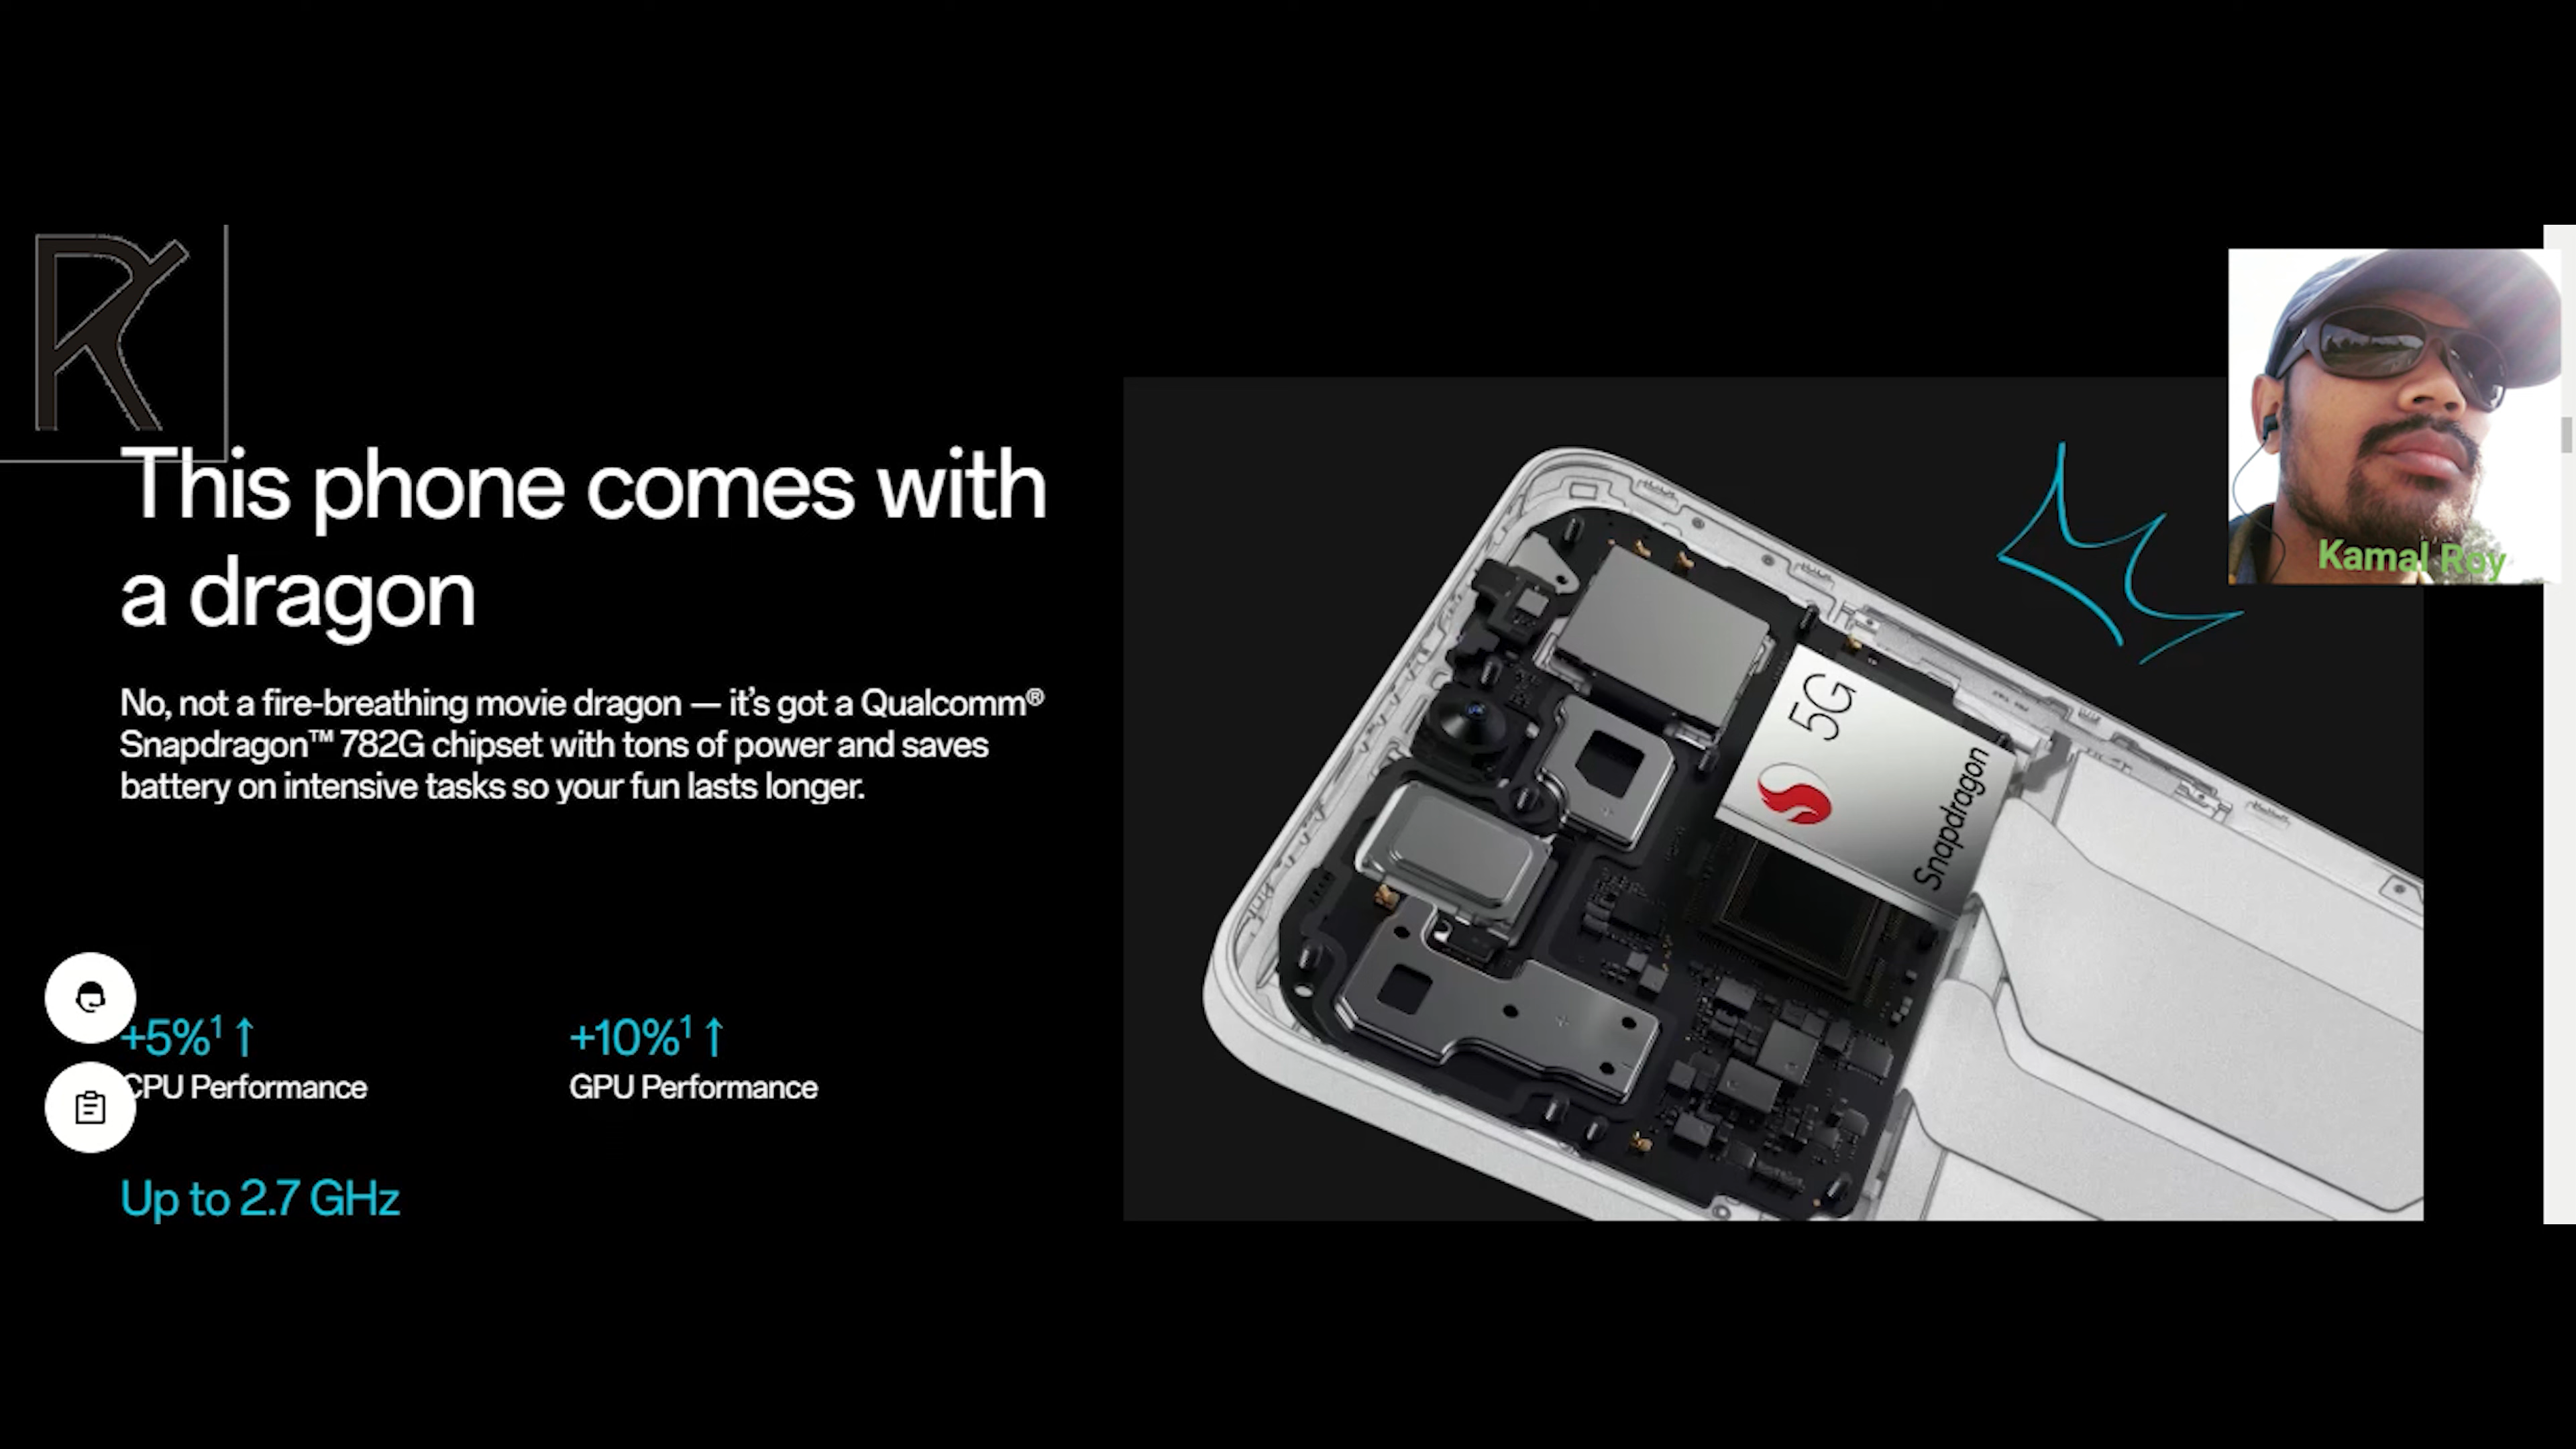 This phone comes with
a dragon
No, not a fire-breathing movie dragon — it's got a Qualcomm®
Snapdragon™ 782G chipset with tons of power and saves
battery on intensive tasks so your fun lasts longer.
+5%¹ ↑
CPU Performance
+10%¹ ↑
GPU Performance
Up to 2.7 GHz
5G
Snapdragon
Kamal Roy